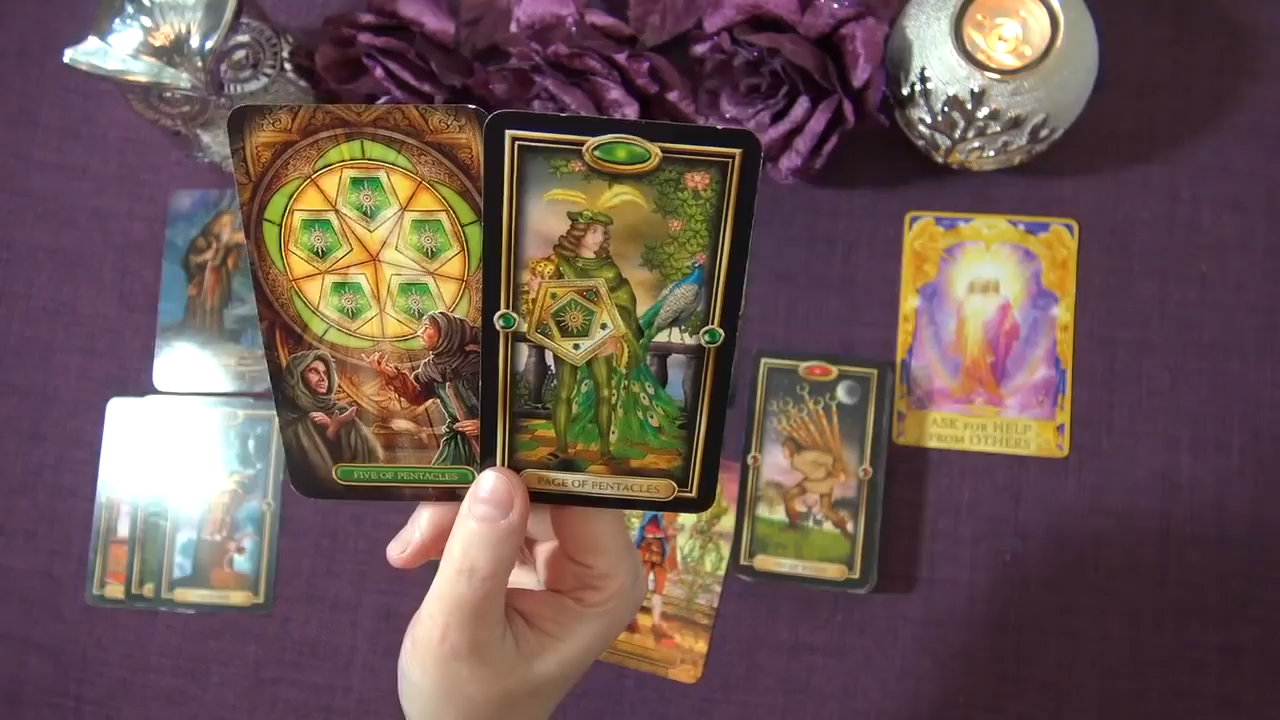 FIVE OF PENTACLES
PAGE OF PENTACLES
ASK FOR HELP
FROM OTHERS